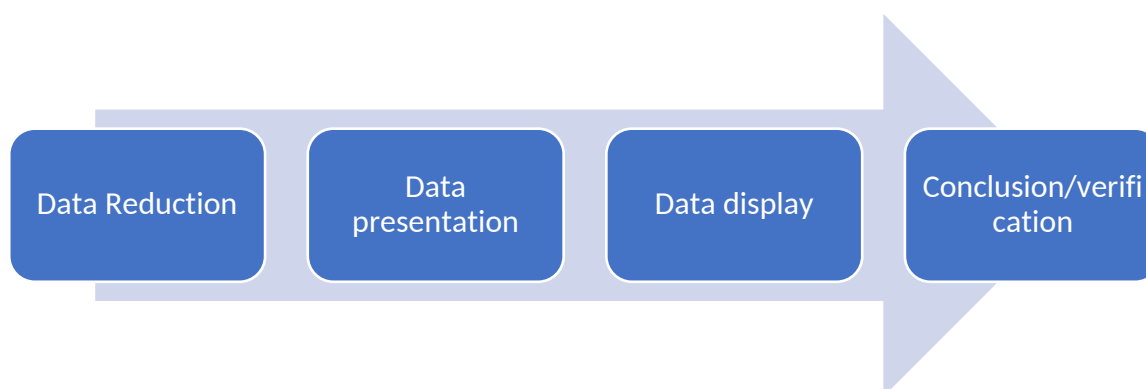 Data Reduction
Data
presentation
Data display
Conclusion/verifi
cation